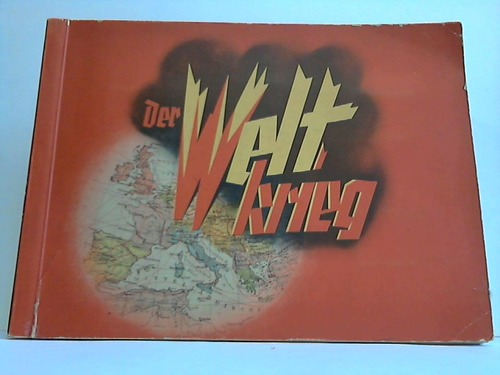 Der Welt,
krieg